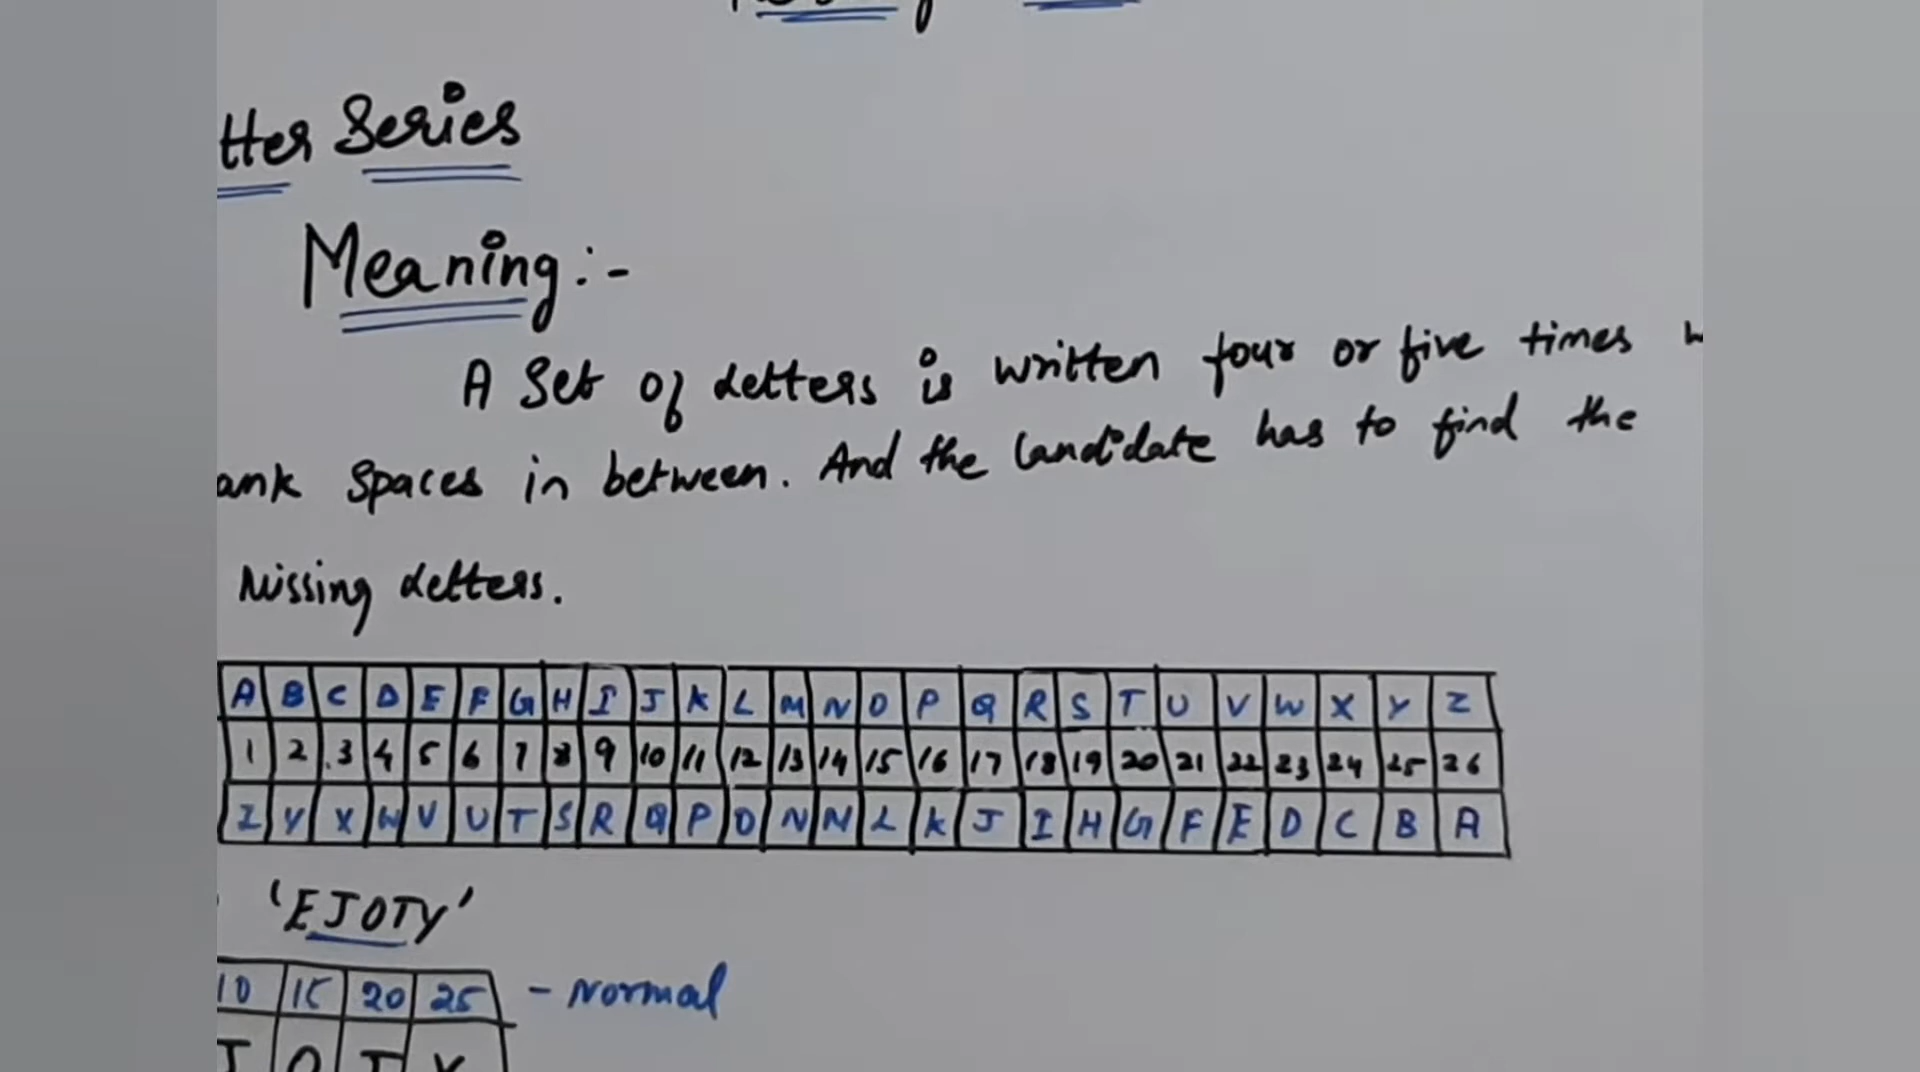 tter Series
Meaning:-
A Set of Letters is written four or five times
ank spaces in between. And the Candidate has to find the
Missing Letters.
A B C D E F G H I J K L M N O P Q R S T U V W X Y Z
1 2 3 4 5 6 7 8 9 10 11 12 13 14 15 16 17 18 19 20 21 22 23 24 25 26
Z Y X W V U T S R Q P O N M L K J I H G F E D C B A
'EJOTY'
10 15 20 25 - Normal
J O T Y